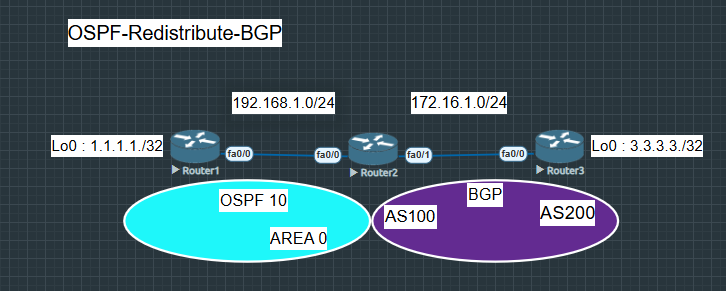 OSPF-Redistribute-BGP
192.168.1.0/24
172.16.1.0/24
Lo0 : 1.1.1.1./32
fa0/0
fa0/0
fa0/1
fa0/0
Lo0 : 3.3.3.3./32
Router1
Router2
Router3
OSPF 10
BGP
AS100
AS200
AREA 0